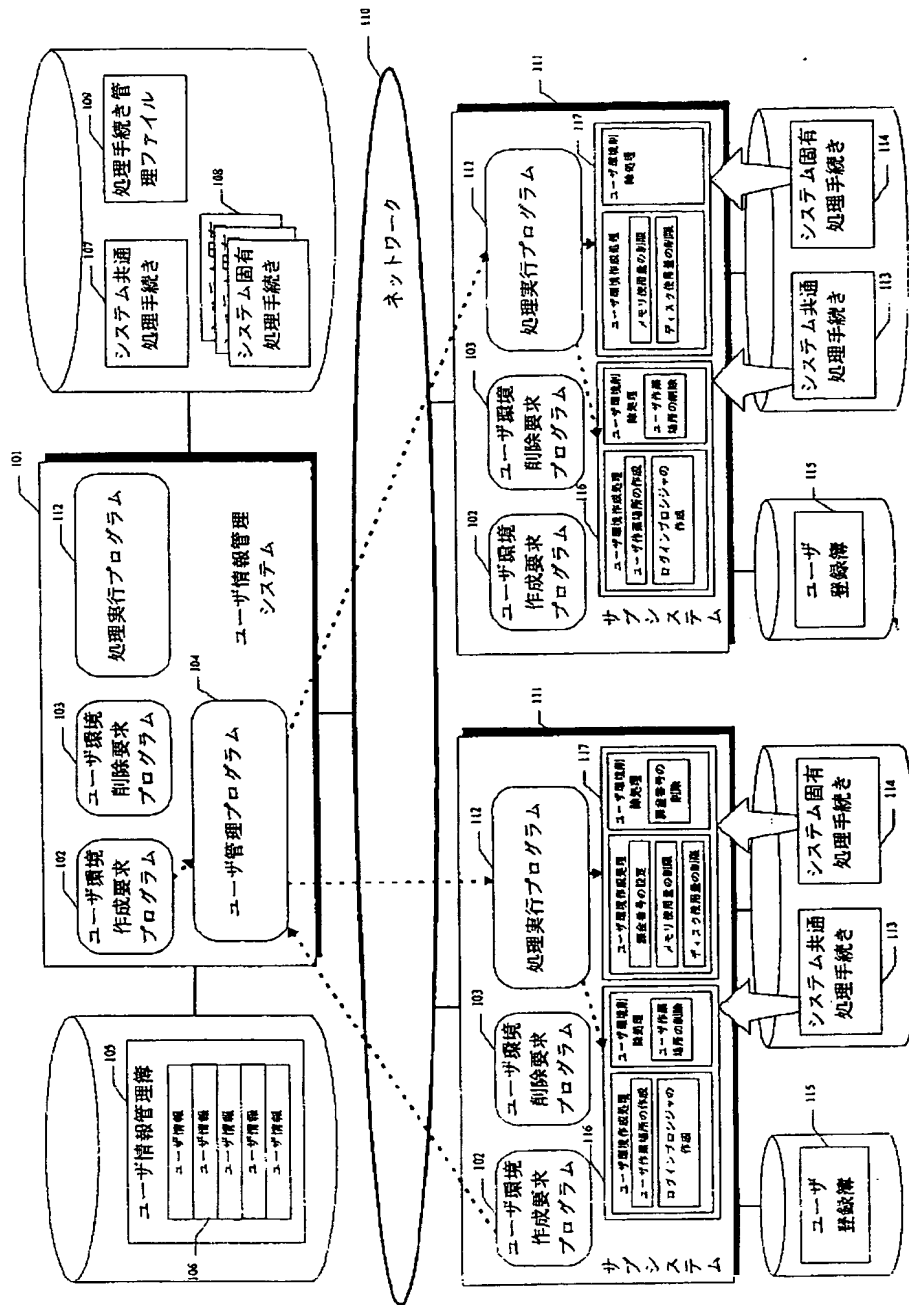 101
112
処理実行プログラム
103
ユーザ環境
削除要求
プログラム
102
ユーザ環境
作成要求
プログラム
104
ユーザ管理プログラム
ユーザ情報管理
システム
105
ユーザ情報管理簿
ユーザ情報
ユーザ情報
ユーザ情報
ユーザ情報
ユーザ情報
106
107
システム共通
処理手続き
109
処理手続き管
理ファイル
108
システム固有
処理手続き
110
ネットワーク
111
102
ユーザ環境
作成要求
プログラム
103
ユーザ環境
削除要求
プログラム
112
処理実行プログラム
サブシステム
116
ユーザ環境作成処理
ユーザ作業場所の作成
ログインプロシジャの
作成
ユーザ環境削
除処理
ユーザ作業
場所の削除
117
ユーザ環境作成処理
課金番号の設定
メモリ使用量の制限
ディスク使用量の制限
ユーザ環境削
除処理
課金番号の
削除
115
ユーザ
登録簿
システム共通
処理手続き
113
システム固有
処理手続き
114
111
102
ユーザ環境
作成要求
プログラム
103
ユーザ環境
削除要求
プログラム
112
処理実行プログラム
サブシステム
116
ユーザ環境作成処理
ユーザ作業場所の作成
ログインプロシジャの
作成
ユーザ環境削
除処理
ユーザ作業
場所の削除
117
ユーザ環境作成処理
メモリ使用量の制限
ディスク使用量の制限
ユーザ環境削
除処理
115
ユーザ
登録簿
システム共通
処理手続き
113
システム固有
処理手続き
114